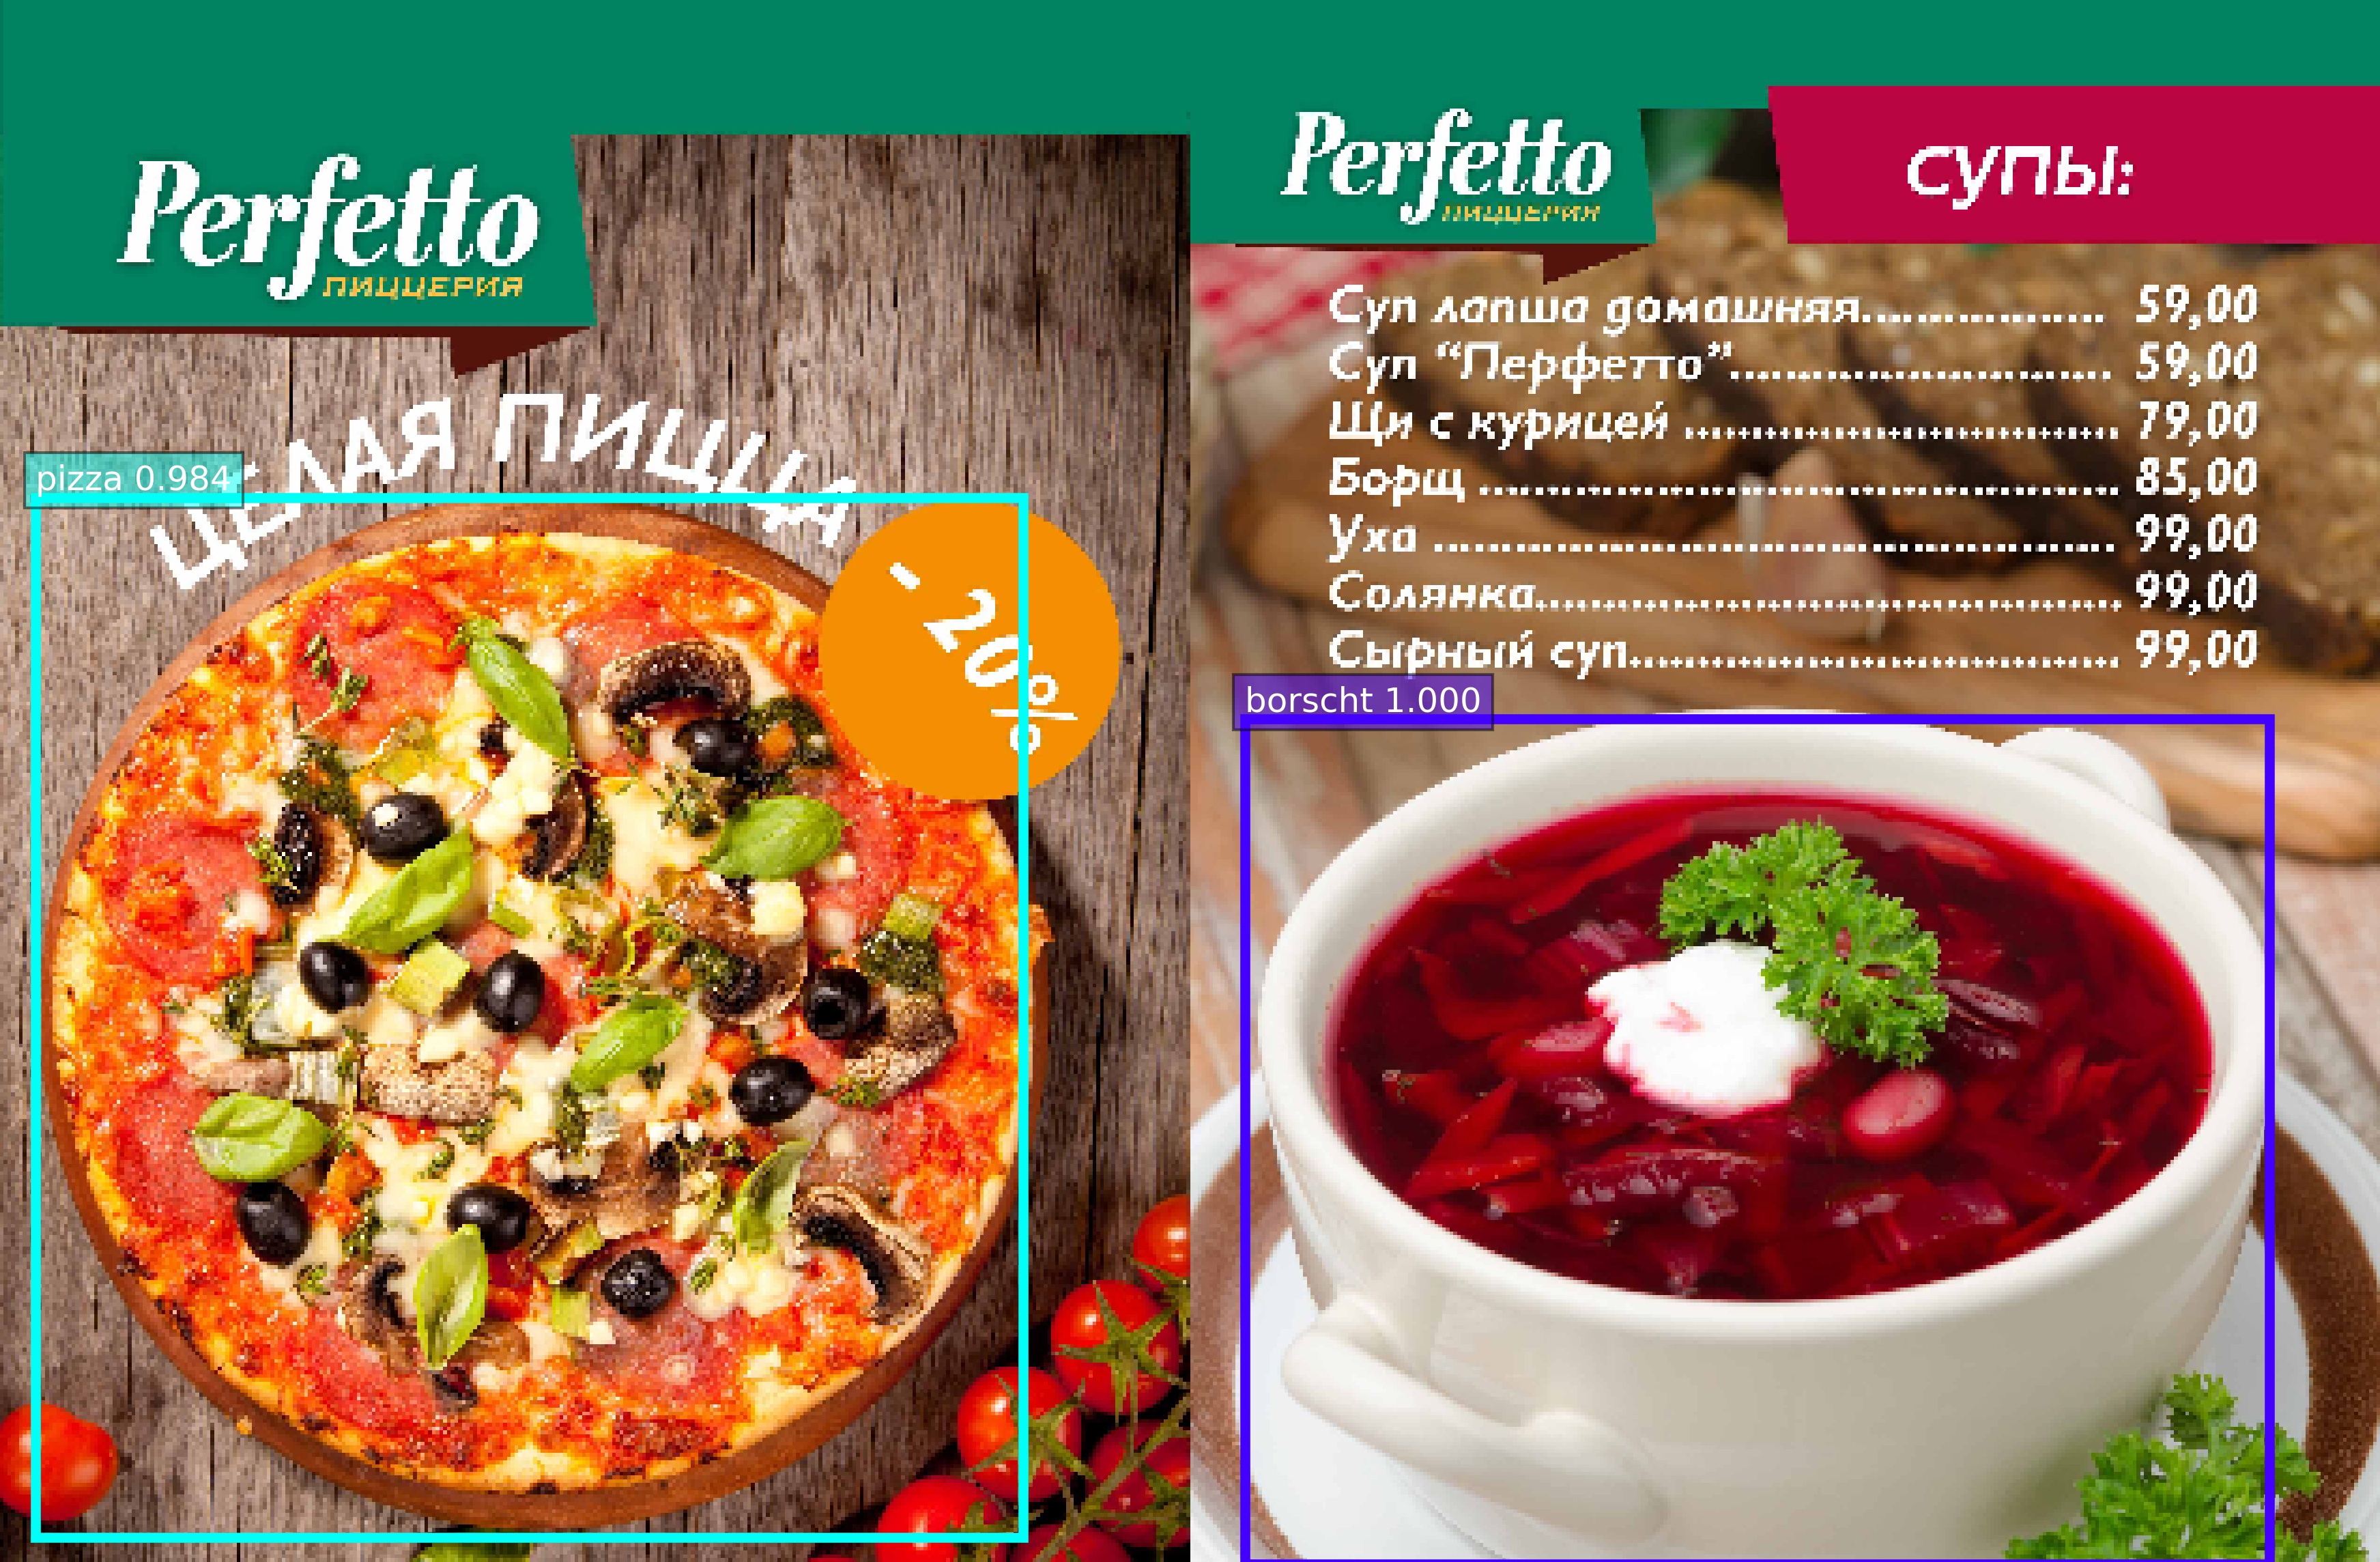 Perfetto
ПИЦЦЕРИЯ
ЦЕЛАЯ ПИЦЦА
- 20%
pizza 0.984
Perfetto
ПИЦЦЕРИЯ
СУПЫ:
Суп лапша домашняя.................. 59,00
Суп “Перфетто”............................ 59,00
Щи с курицей ................................ 79,00
Борщ ............................................... 85,00
Уха .................................................. 99,00
Солянка........................................... 99,00
Сырный суп.................................... 99,00
borscht 1.000